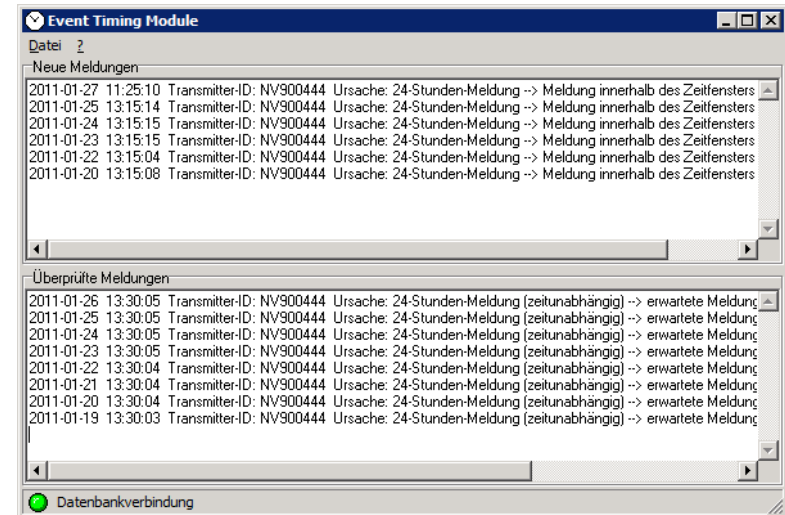 Event Timing Module
Datei ?
Neue Meldungen
2011-01-27 11:25:10 Transmitter-ID: NV900444 Ursache: 24-Stunden-Meldung --> Meldung innerhalb des Zeitfensters
2011-01-25 13:15:14 Transmitter-ID: NV900444 Ursache: 24-Stunden-Meldung --> Meldung innerhalb des Zeitfensters
2011-01-24 13:15:15 Transmitter-ID: NV900444 Ursache: 24-Stunden-Meldung --> Meldung innerhalb des Zeitfensters
2011-01-23 13:15:15 Transmitter-ID: NV900444 Ursache: 24-Stunden-Meldung --> Meldung innerhalb des Zeitfensters
2011-01-22 13:15:04 Transmitter-ID: NV900444 Ursache: 24-Stunden-Meldung --> Meldung innerhalb des Zeitfensters
2011-01-20 13:15:08 Transmitter-ID: NV900444 Ursache: 24-Stunden-Meldung --> Meldung innerhalb des Zeitfensters
Überprüfte Meldungen
2011-01-26 13:30:05 Transmitter-ID: NV900444 Ursache: 24-Stunden-Meldung (zeitunabhängig) --> erwartete Meldung
2011-01-25 13:30:05 Transmitter-ID: NV900444 Ursache: 24-Stunden-Meldung (zeitunabhängig) --> erwartete Meldung
2011-01-24 13:30:05 Transmitter-ID: NV900444 Ursache: 24-Stunden-Meldung (zeitunabhängig) --> erwartete Meldung
2011-01-23 13:30:05 Transmitter-ID: NV900444 Ursache: 24-Stunden-Meldung (zeitunabhängig) --> erwartete Meldung
2011-01-22 13:30:04 Transmitter-ID: NV900444 Ursache: 24-Stunden-Meldung (zeitunabhängig) --> erwartete Meldung
2011-01-21 13:30:04 Transmitter-ID: NV900444 Ursache: 24-Stunden-Meldung (zeitunabhängig) --> erwartete Meldung
2011-01-20 13:30:04 Transmitter-ID: NV900444 Ursache: 24-Stunden-Meldung (zeitunabhängig) --> erwartete Meldung
2011-01-19 13:30:03 Transmitter-ID: NV900444 Ursache: 24-Stunden-Meldung (zeitunabhängig) --> erwartete Meldung
Datenbankverbindung